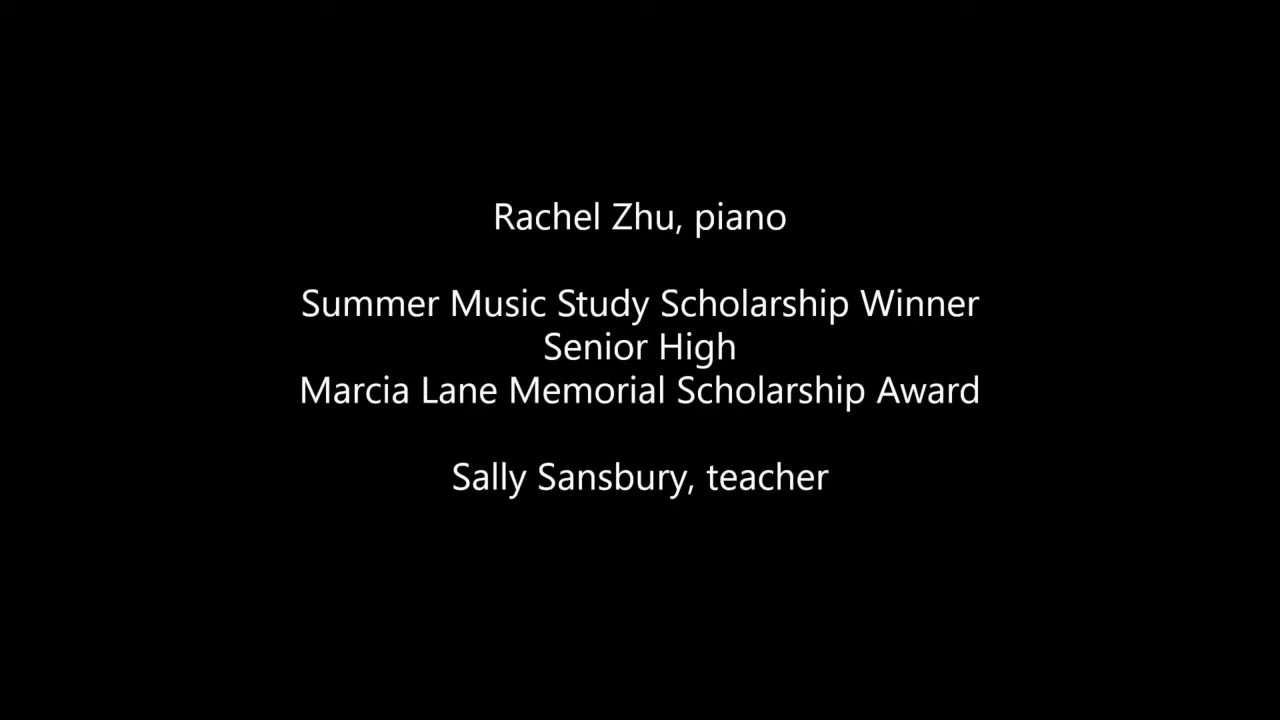 Rachel Zhu, piano
Summer Music Study Scholarship Winner
Senior High
Marcia Lane Memorial Scholarship Award
Sally Sansbury, teacher